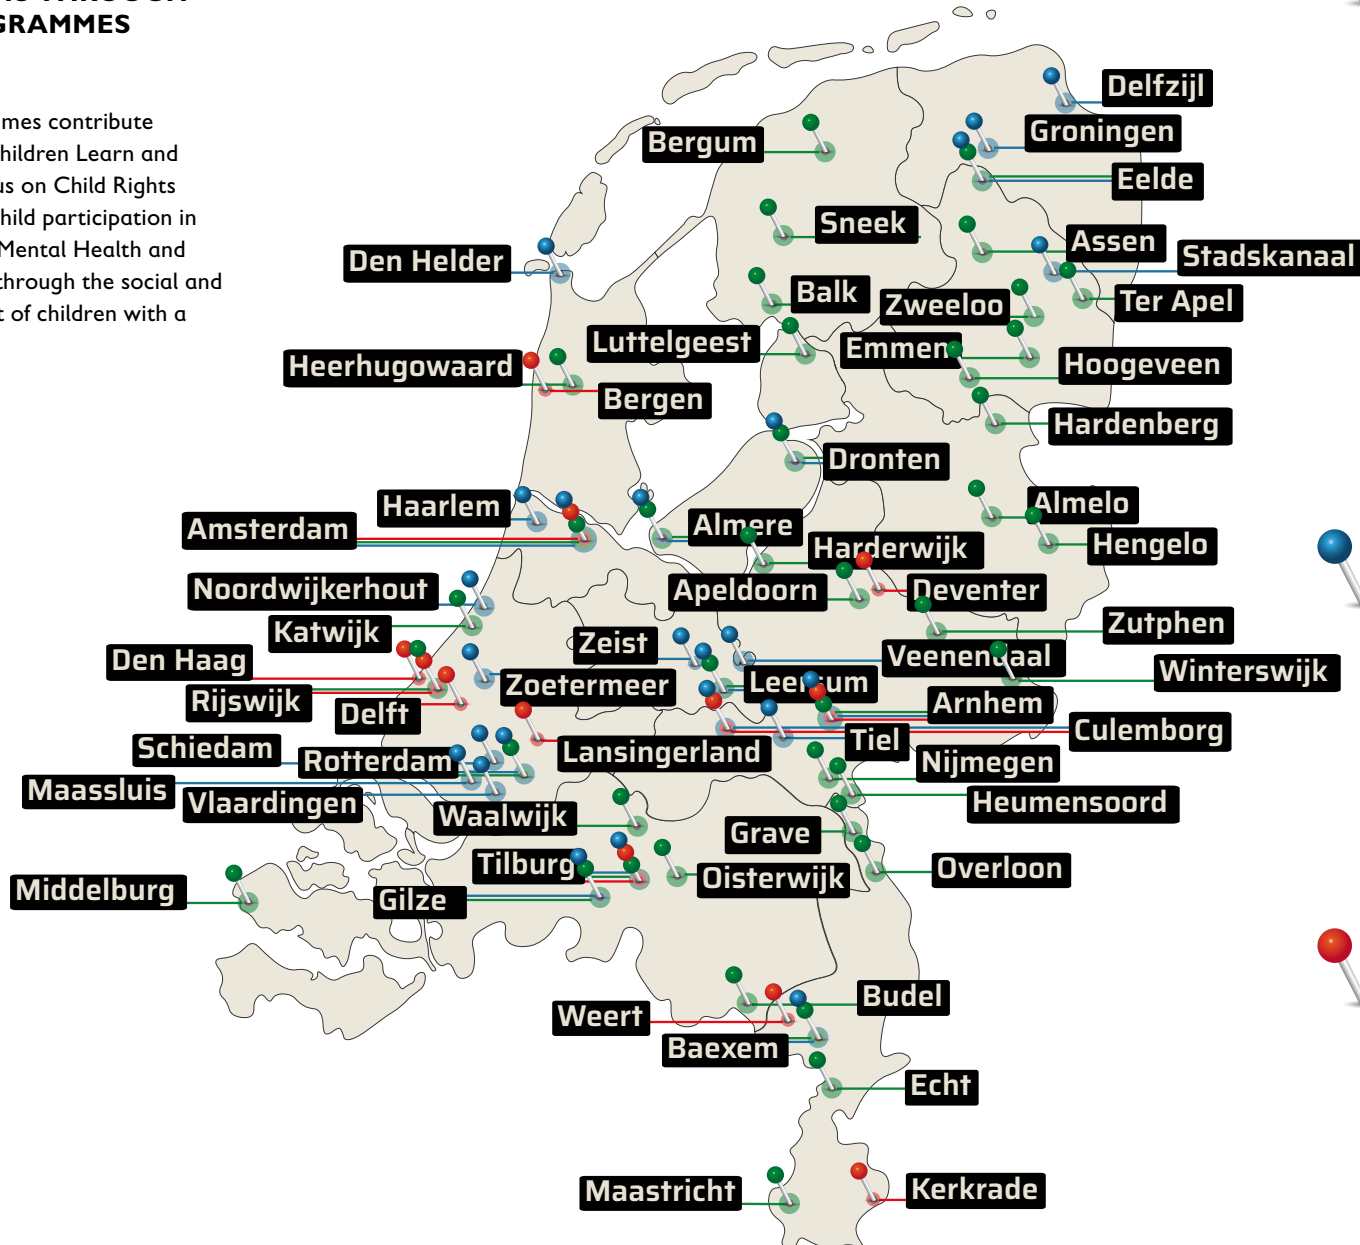 GRAMMES
mes contribute
hildren Learn and
us on Child Rights
hild participation in
Mental Health and
through the social and
t of children with a
Delfzijl
Groningen
Bergum
Eelde
Sneek
Assen
Stadskanaal
Den Helder
Balk
Zweeloo
Ter Apel
Luttelgeest
Emmen
Hoogeveen
Heerhugowaard
Bergen
Hardenberg
Dronten
Haarlem
Almelo
Amsterdam
Almere
Harderwijk
Hengelo
Noordwijkerhout
Apeldoorn
Deventer
Katwijk
Zutphen
Zeist
Veenendaal
Den Haag
Winterswijk
Zoetermeer
Leersum
Rijswijk
Delft
Arnhem
Culemborg
Schiedam
Rotterdam
Lansingerland
Tiel
Nijmegen
Maassluis
Vlaardingen
Heumensoord
Waalwijk
Grave
Tilburg
Oisterwijk
Overloon
Middelburg
Gilze
Budel
Weert
Baexem
Echt
Maastricht
Kerkrade